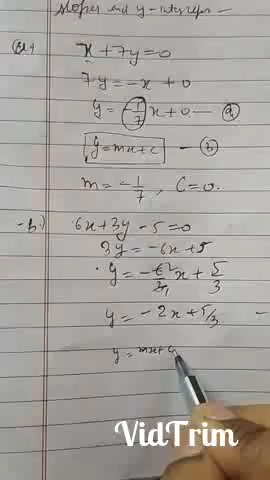 slopes and y-intercepts —
(a) x + 7y = 0
7y = -x + 0
y = -1/7 x + 0 — (a)
y = mx + c — (b)
m = -1/7 , C = 0.
-b) 6x + 3y - 5 = 0
3y = -6x + 5
y = -6/3 2/1 x + 5/3
y = -2x + 5/3 —
y = mx + c
VidTrim